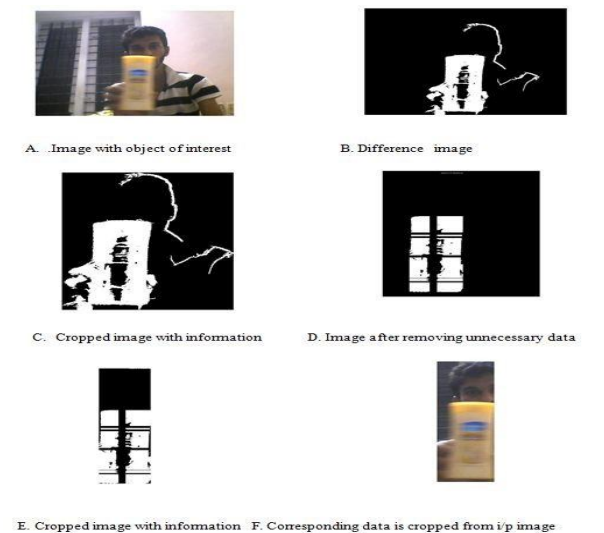 A. .Image with object of interest
B. Difference image
C. Cropped image with information
D. Image after removing unnecessary data
E. Cropped image with information
F. Corresponding data is cropped from i/p image